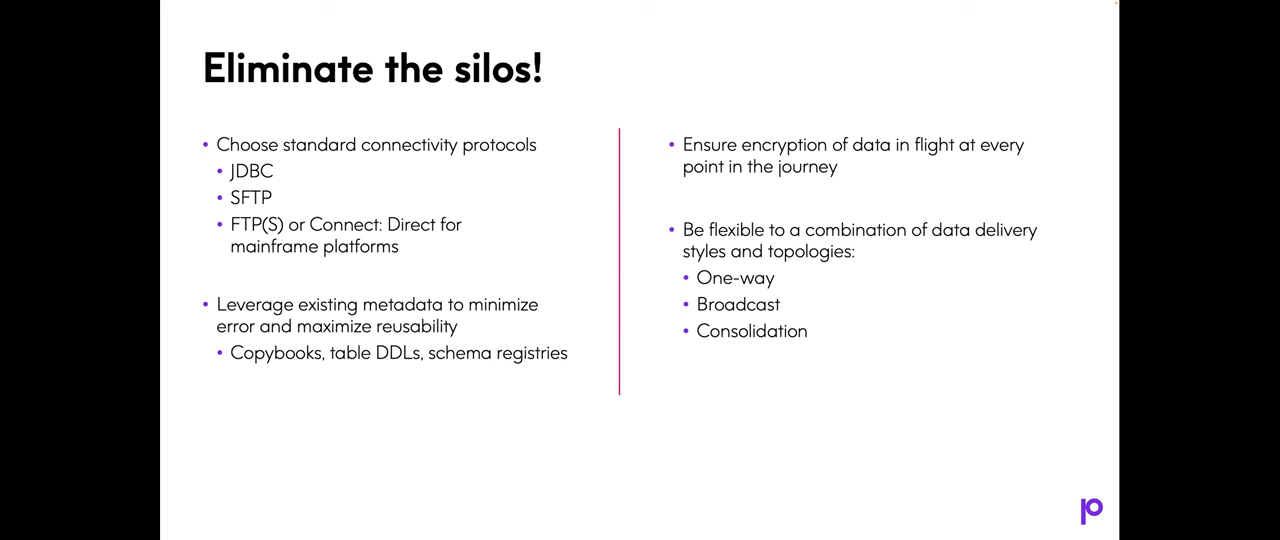 Eliminate the silos!
• Choose standard connectivity protocols
• JDBC
• SFTP
• FTP(S) or Connect: Direct for
mainframe platforms
• Leverage existing metadata to minimize
error and maximize reusability
• Copybooks, table DDLs, schema registries
• Ensure encryption of data in flight at every
point in the journey
• Be flexible to a combination of data delivery
styles and topologies:
• One-way
• Broadcast
• Consolidation